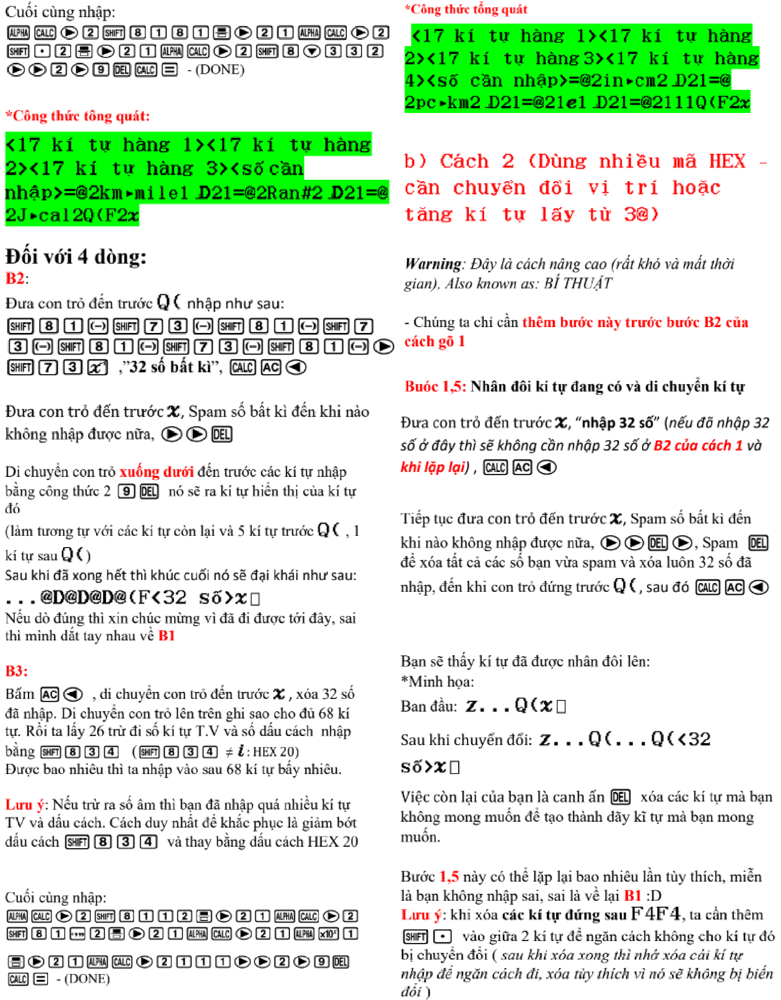 Cuối cùng nhập:
ALPHA CALC ▶ 2 SHIFT 8 1 8 1 ▶ 2 1 ALPHA CALC ▶ 2
SHIFT • 2 ▶ 2 1 ALPHA CALC ▶ 2 SHIFT 8 ▼ 3 3 2
▶ ▶ 2 ▶ 9 DEL CALC = - (DONE)
*Công thức tông quát:
<17 kí tự hàng 1><17 kí tự hàng
2><17 kí tự hàng 3><số cần
nhập>=@2km▸mile1⌟D21=@2Ran#2⌟D21=@
2J▸cal2Q(F2x
Đối với 4 dòng:
B2:
Đưa con trỏ đến trước Q( nhập như sau:
SHIFT 8 1 (-) SHIFT 7 3 (-) SHIFT 8 1 (-) SHIFT 7
3 (-) SHIFT 8 1 (-) SHIFT 7 3 (-) SHIFT 8 1 (-) ▶
SHIFT 7 3 x⁻¹ ,”32 số bất kì”, CALC AC ◀
Đưa con trỏ đến trước x, Spam số bất kì đến khi nào
không nhập được nữa, ▶ ▶ DEL
Di chuyển con trỏ xuống dưới đến trước các kí tự nhập
bằng công thức 2 9 DEL nó sẽ ra kí tự hiển thị của kí tự
đó
(làm tương tự với các kí tự còn lại và 5 kí tự trước Q( , 1
kí tự sau Q( )
Sau khi đã xong hết thì khúc cuối nó sẽ đại khái như sau:
...@D@D@D@(F<32 số>x□
Nếu dò đúng thì xin chúc mừng vì đã đi được tới đây, sai
thì mình dắt tay nhau về B1
B3:
Bấm AC ◀ , di chuyển con trỏ đến trước x , xóa 32 số
đã nhập. Di chuyển con trỏ lên trên ghi sao cho đủ 68 kí
tự. Rồi ta lấy 26 trừ đi số kí tự T.V và số dấu cách nhập
bằng SHIFT 8 3 4 ( SHIFT 8 3 4 ≠ i : HEX 20)
Được bao nhiêu thì ta nhập vào sau 68 kí tự bấy nhiêu.
Lưu ý: Nếu trừ ra số âm thì bạn đã nhập quá nhiều kí tự
TV và dấu cách. Cách duy nhất để khắc phục là giảm bớt
dấu cách SHIFT 8 3 4 và thay bằng dấu cách HEX 20
Cuối cùng nhập:
ALPHA CALC ▶ 2 SHIFT 8 1 1 2 ▶ 2 1 ALPHA CALC ▶ 2
SHIFT 8 1 °’” 2 ▶ 2 1 ALPHA CALC ▶ 2 1 ALPHA x10ˣ 1
▶ 2 1 ALPHA CALC ▶ 2 1 1 1 ▶ ▶ 2 ▶ 9 DEL
CALC = - (DONE)
*Công thức tổng quát
<17 kí tự hàng 1><17 kí tự hàng
2><17 kí tự hàng 3><17 kí tự hàng
4><số cần nhập>=@2in▸cm2⌟D21=@
2pc▸km2⌟D21=@21e1⌟D21=@2111Q(F2x
b) Cách 2 (Dùng nhiều mã HEX –
cần chuyển đổi vị trí hoặc
tăng kí tự lấy từ 3@)
Warning: Đây là cách nâng cao (rất khó và mất thời
gian), Also known as: BÍ THUẬT
- Chúng ta chỉ cần thêm bước này trước bước B2 của
cách gõ 1
Buóc 1,5: Nhân đôi kí tự đang có và di chuyển kí tự
Đưa con trỏ đến trước x, “nhập 32 số” (nếu đã nhập 32
số ở đây thì sẽ không cần nhập 32 số ở B2 của cách 1 và
khi lặp lại) , CALC AC ◀
Tiếp tục đưa con trỏ đến trước x, Spam số bất kì đến
khi nào không nhập được nữa, ▶ ▶ DEL ▶, Spam DEL
để xóa tất cả các số bạn vừa spam và xóa luôn 32 số đã
nhập, đến khi con trỏ đứng trước Q( , sau đó CALC AC ◀
Bạn sẽ thấy kí tự đã được nhân đôi lên:
*Minh họa:
Ban đầu: z...Q(x□
Sau khi chuyển đổi: z...Q(...Q(<32
số>x□
Việc còn lại của bạn là canh ấn DEL xóa các kí tự mà bạn
không mong muốn để tạo thành dãy kĩ tự mà bạn mong
muốn.
Bước 1,5 này có thể lặp lại bao nhiêu lần tùy thích, miễn
là bạn không nhập sai, sai là về lại B1 :D
Lưu ý: khi xóa các kí tự đứng sau F4F4, ta cần thêm
SHIFT • vào giữa 2 kí tự để ngăn cách không cho kí tự đó
bị chuyển đổi ( sau khi xóa xong thì nhớ xóa cái kí tự
nhập để ngăn cách đi, xóa tùy thích vì nó sẽ không bị biến
đổi )